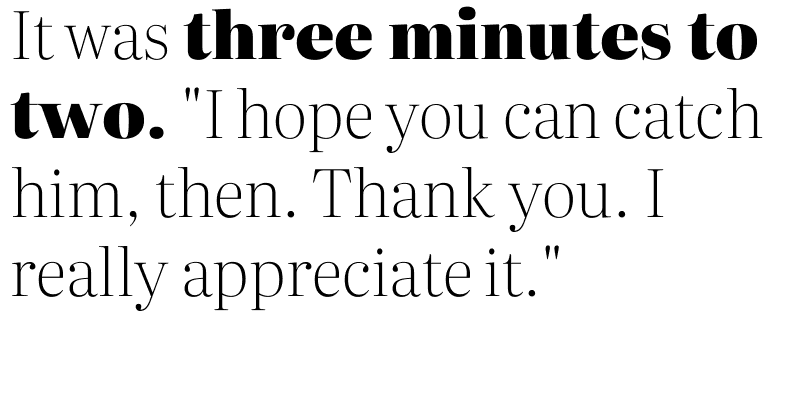 It was three minutes to
two. "I hope you can catch
him, then. Thank you. I
really appreciate it."